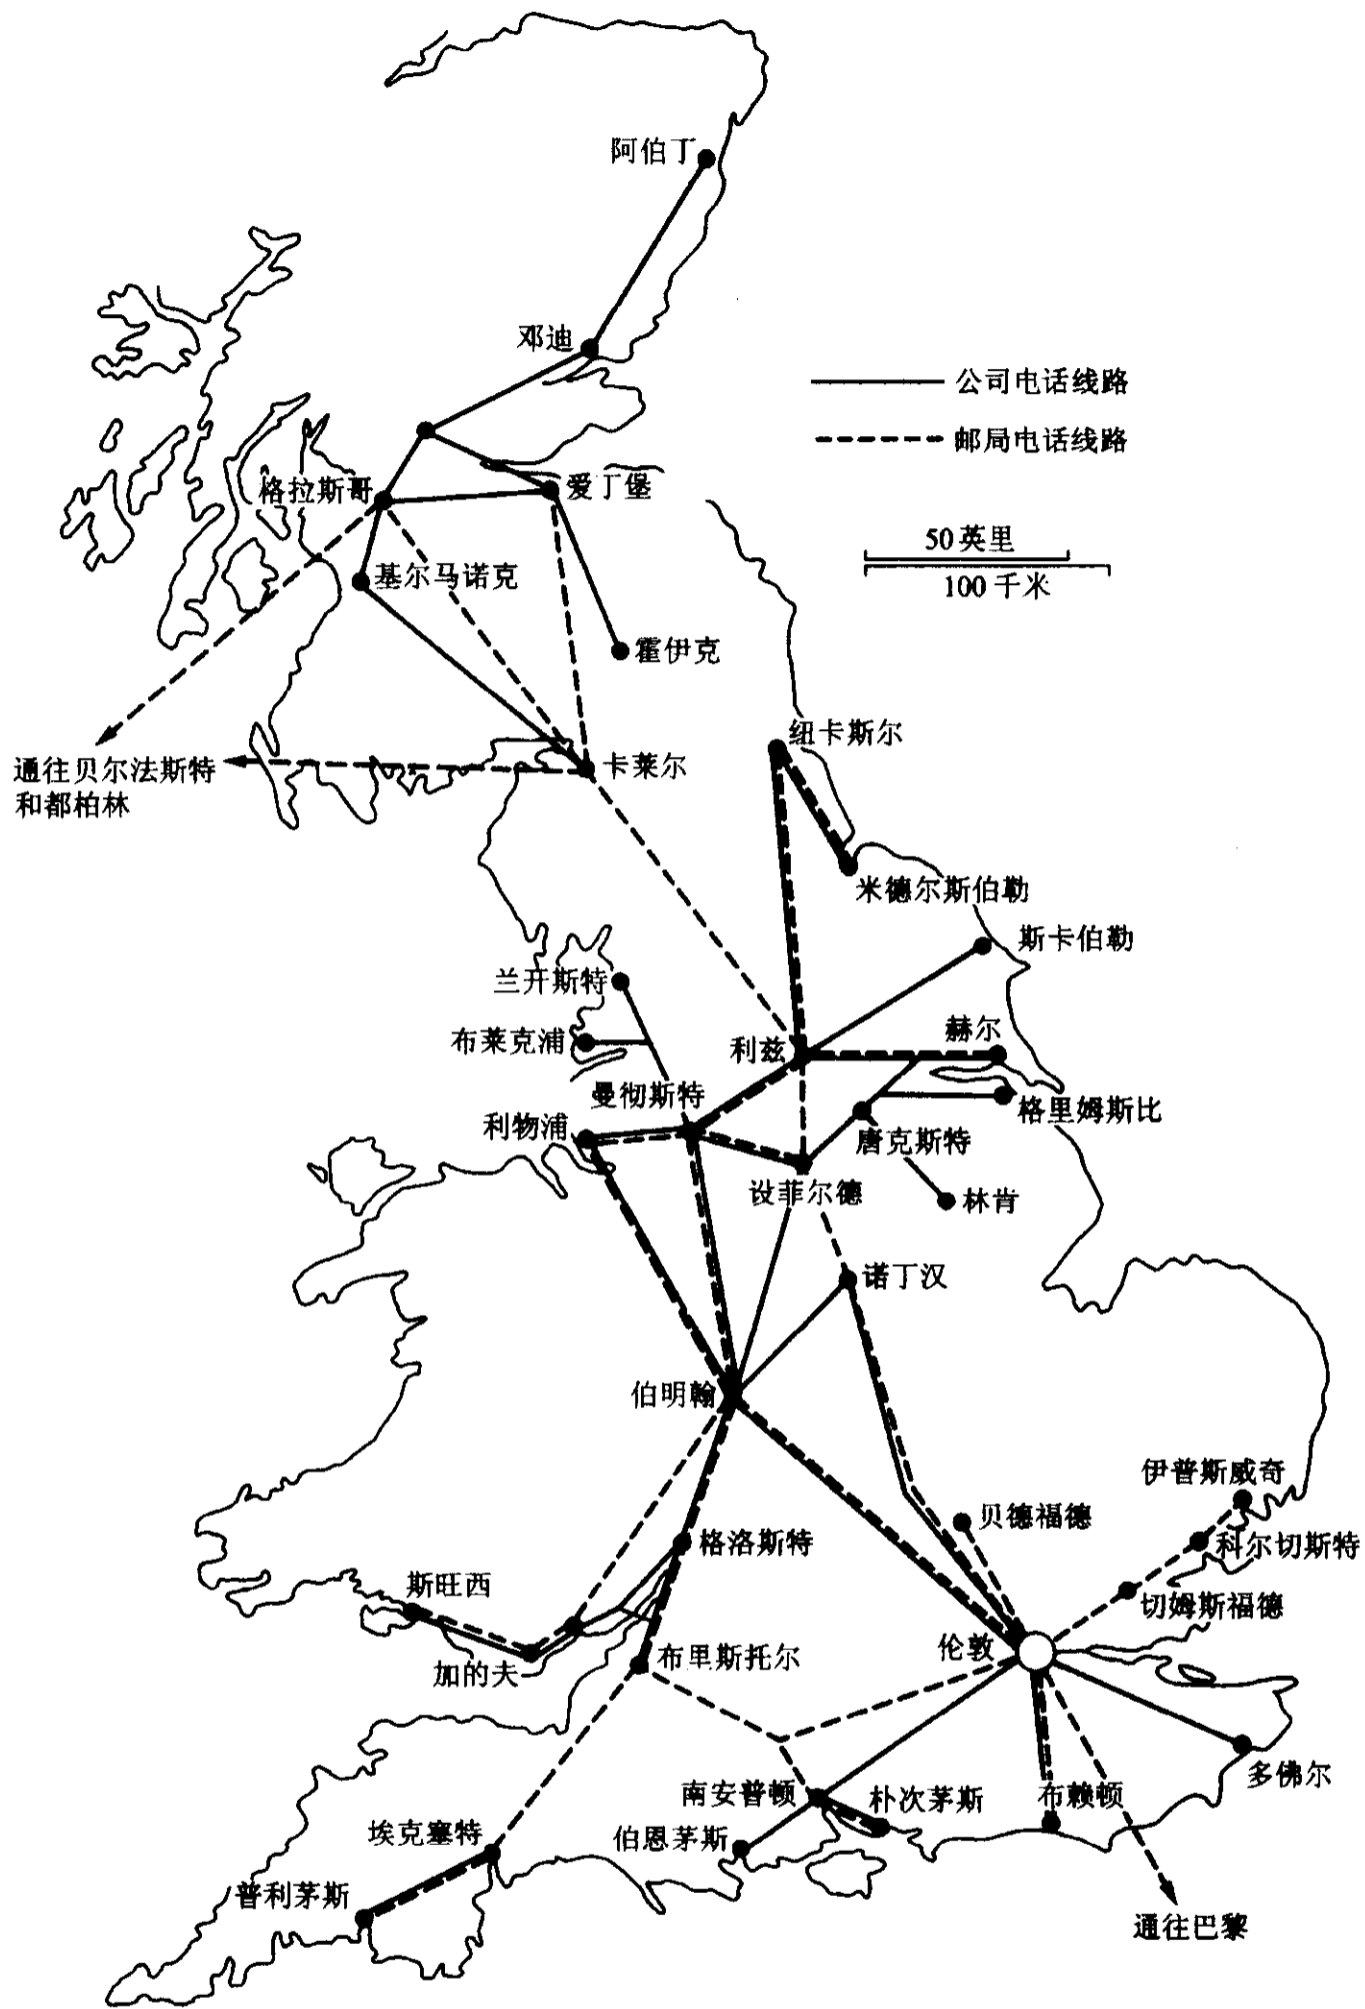 阿伯丁
邓迪
公司电话线路
邮局电话线路
格拉斯哥
爱丁堡
50英里
100千米
基尔马诺克
霍伊克
纽卡斯尔
通往贝尔法斯特
和都柏林
卡莱尔
米德尔斯伯勒
斯卡伯勒
兰开斯特
布莱克浦
利兹
赫尔
曼彻斯特
格里姆斯比
利物浦
唐克斯特
设菲尔德
林肯
诺丁汉
伯明翰
伊普斯威奇
贝德福德
格洛斯特
科尔切斯特
斯旺西
切姆斯福德
伦敦
加的夫
布里斯托尔
多佛尔
南安普顿
朴次茅斯
布赖顿
埃克塞特
伯恩茅斯
普利茅斯
通往巴黎